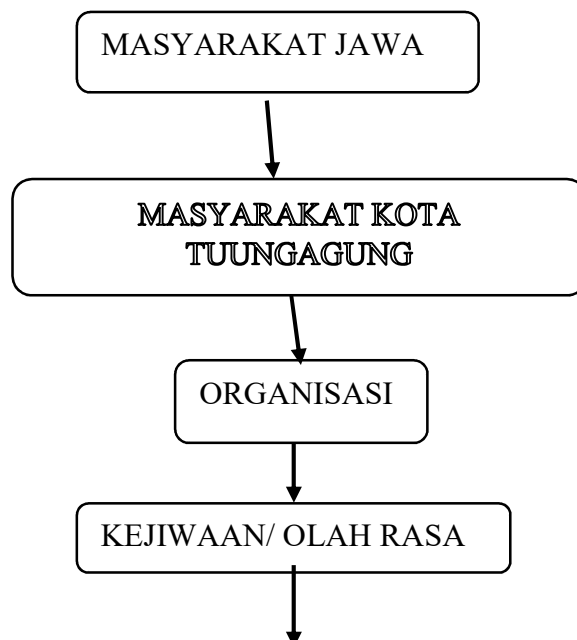 MASYARAKAT JAWA
MASYARAKAT KOTA
TUUNGAGUNG
ORGANISASI
KEJIWAAN/ OLAH RASA